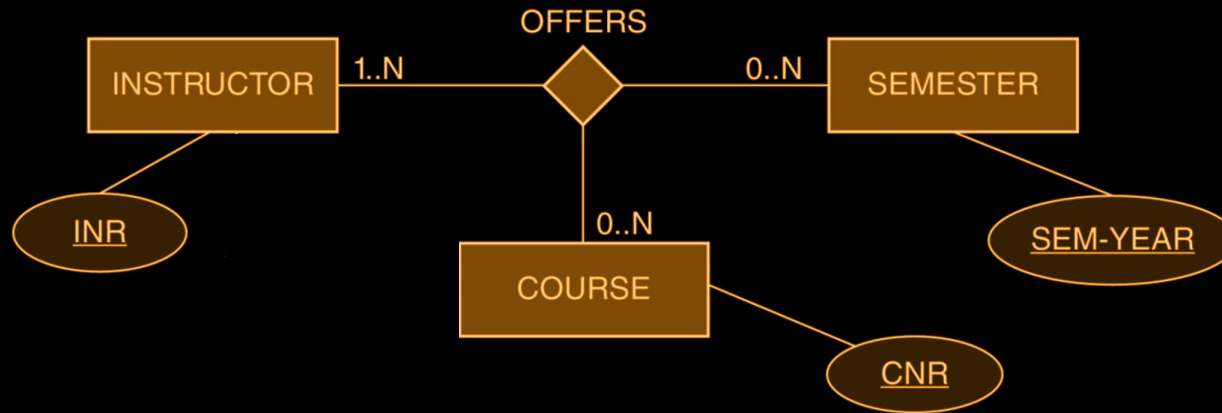 OFFERS
INSTRUCTOR 1..N 0..N SEMESTER
INR
0..N
SEM-YEAR
COURSE
CNR